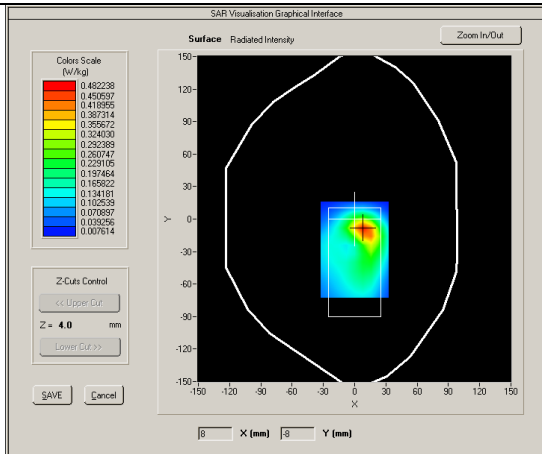 SAR Visualisation Graphical Interface
Surface Radiated Intensity
Zoom In/Out
Colors Scale
(W/kg)
0.482238
0.450597
0.418955
0.387314
0.355672
0.324030
0.292389
0.260747
0.229105
0.197464
0.165822
0.134181
0.102539
0.070897
0.039256
0.007614
Z-Cuts Control
<< Upper Cut
Z = 4.0 mm
Lower Cut >>
SAVE
Cancel
150
120
90
60
30
0
-30
-60
-90
-120
-150
Y
-150 -120 -90 -60 -30 0 30 60 90 120 150
X
8 X (mm) -8 Y (mm)